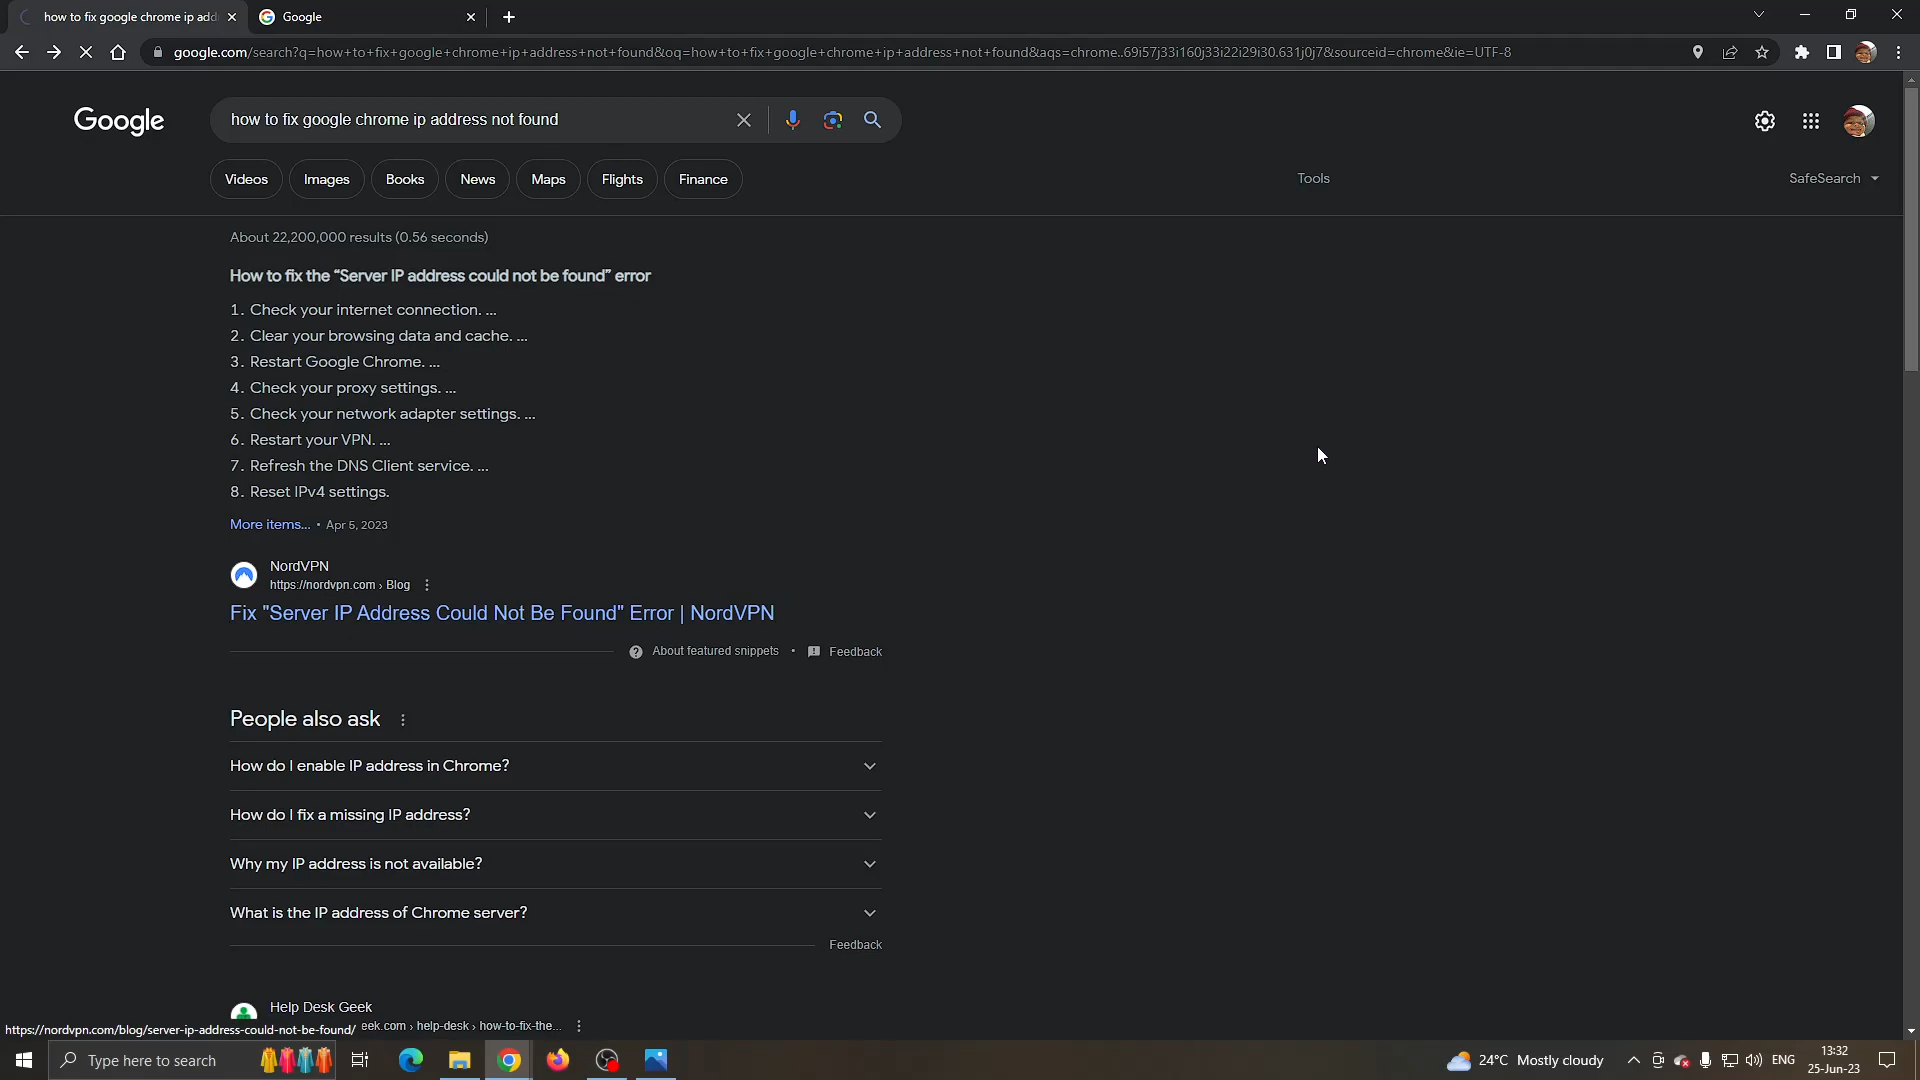 how to fix google chrome ip add
Google
google.com/search?q=how+to+fix+google+chrome+ip+address+not+found&oq=how+to+fix+google+chrome+ip+address+not+found&aqs=chrome..69i57j33i160j33i22i29i30.631j0j7&sourceid=chrome&ie=UTF-8
Google
how to fix google chrome ip address not found
Videos
Images
Books
News
Maps
Flights
Finance
Tools
SafeSearch
About 22,200,000 results (0.56 seconds)
How to fix the “Server IP address could not be found” error
1. Check your internet connection. ...
2. Clear your browsing data and cache. ...
3. Restart Google Chrome. ...
4. Check your proxy settings. ...
5. Check your network adapter settings. ...
6. Restart your VPN. ...
7. Refresh the DNS Client service. ...
8. Reset IPv4 settings.
More items... • Apr 5, 2023
NordVPN
https://nordvpn.com › Blog
Fix "Server IP Address Could Not Be Found" Error | NordVPN
About featured snippets • Feedback
People also ask
How do I enable IP address in Chrome?
How do I fix a missing IP address?
Why my IP address is not available?
What is the IP address of Chrome server?
Feedback
Help Desk Geek
eek.com › help-desk › how-to-fix-the...
https://nordvpn.com/blog/server-ip-address-could-not-be-found/
Type here to search
24°C Mostly cloudy
ENG
13:32
25-Jun-23